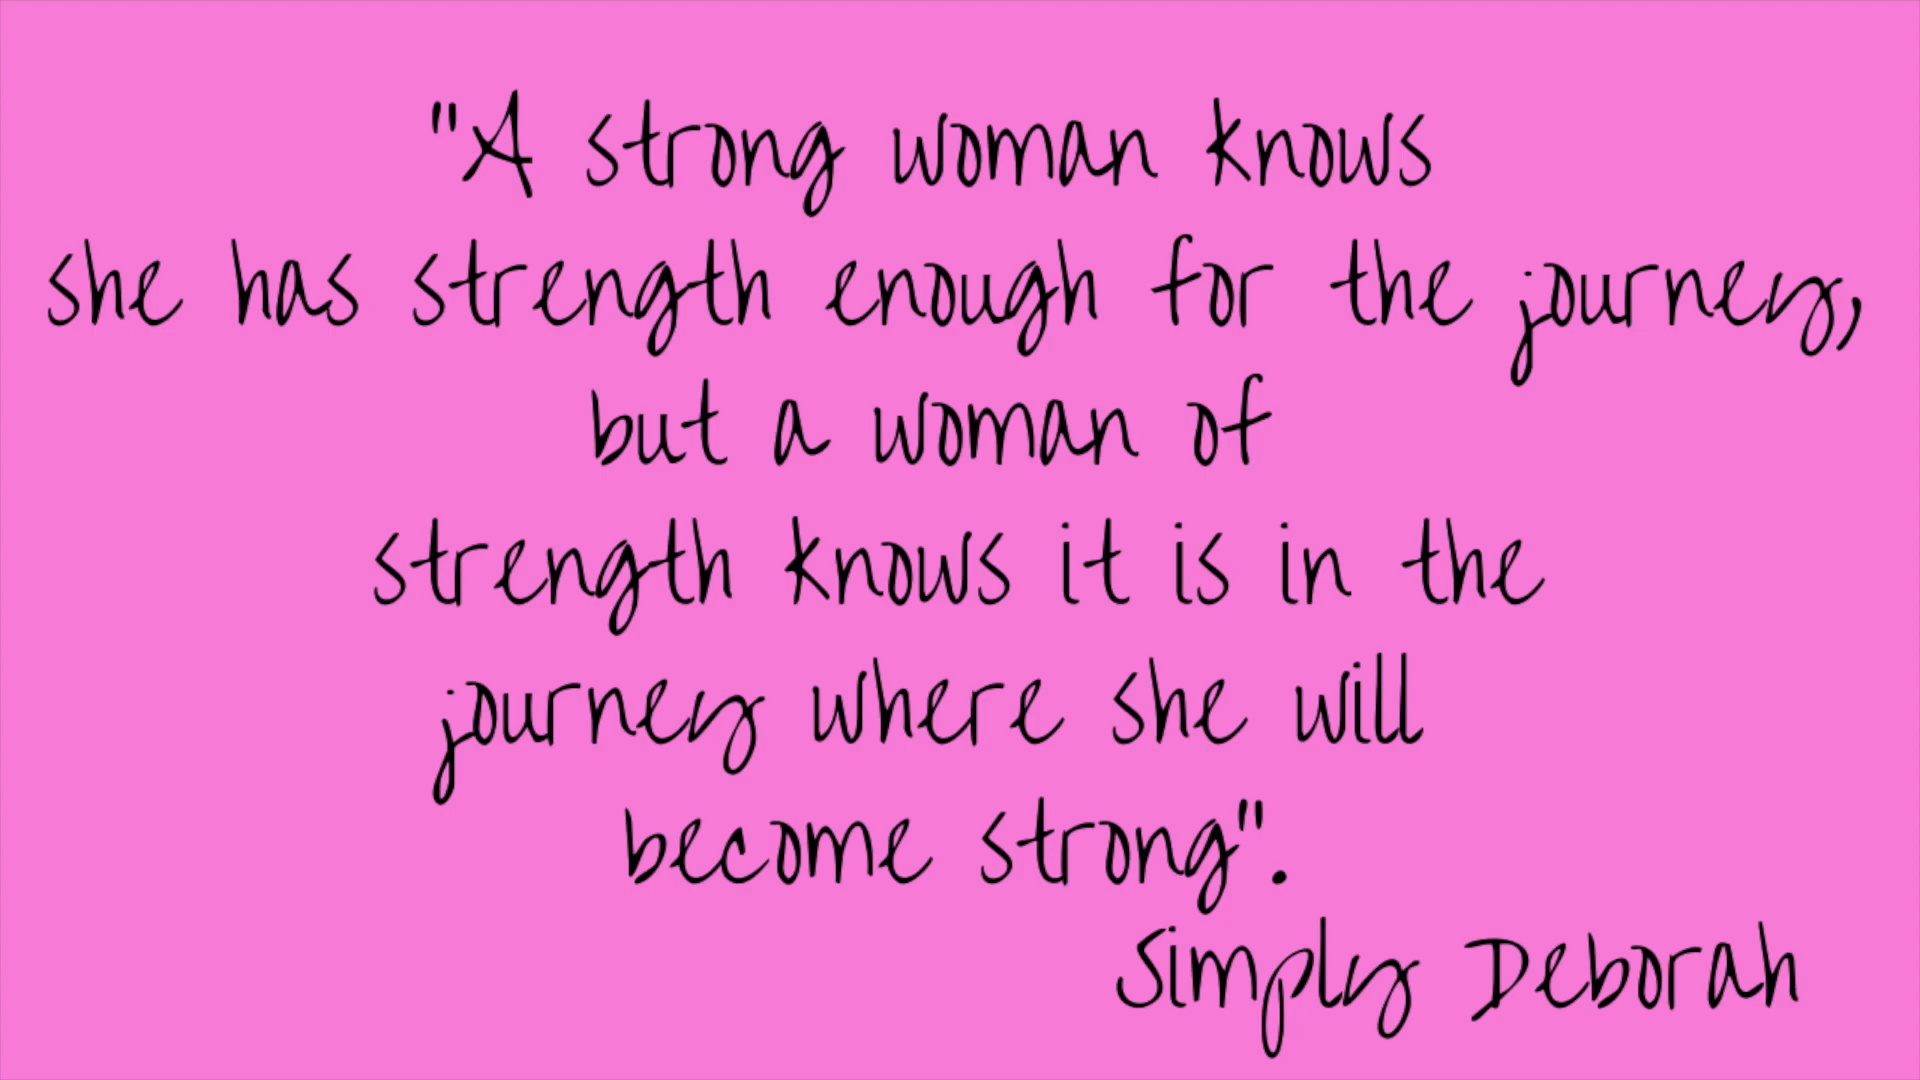 "A strong woman knows
she has strength enough for the journey,
but a woman of
strength knows it is in the
journey where she will
become strong".
Simply Deborah